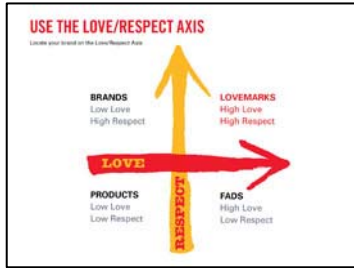 USE THE LOVE/RESPECT AXIS
Locate your brand on the Love/Respect Axis
BRANDS
Low Love
High Respect
LOVEMARKS
High Love
High Respect
LOVE
RESPECT
PRODUCTS
Low Love
Low Respect
FADS
High Love
Low Respect